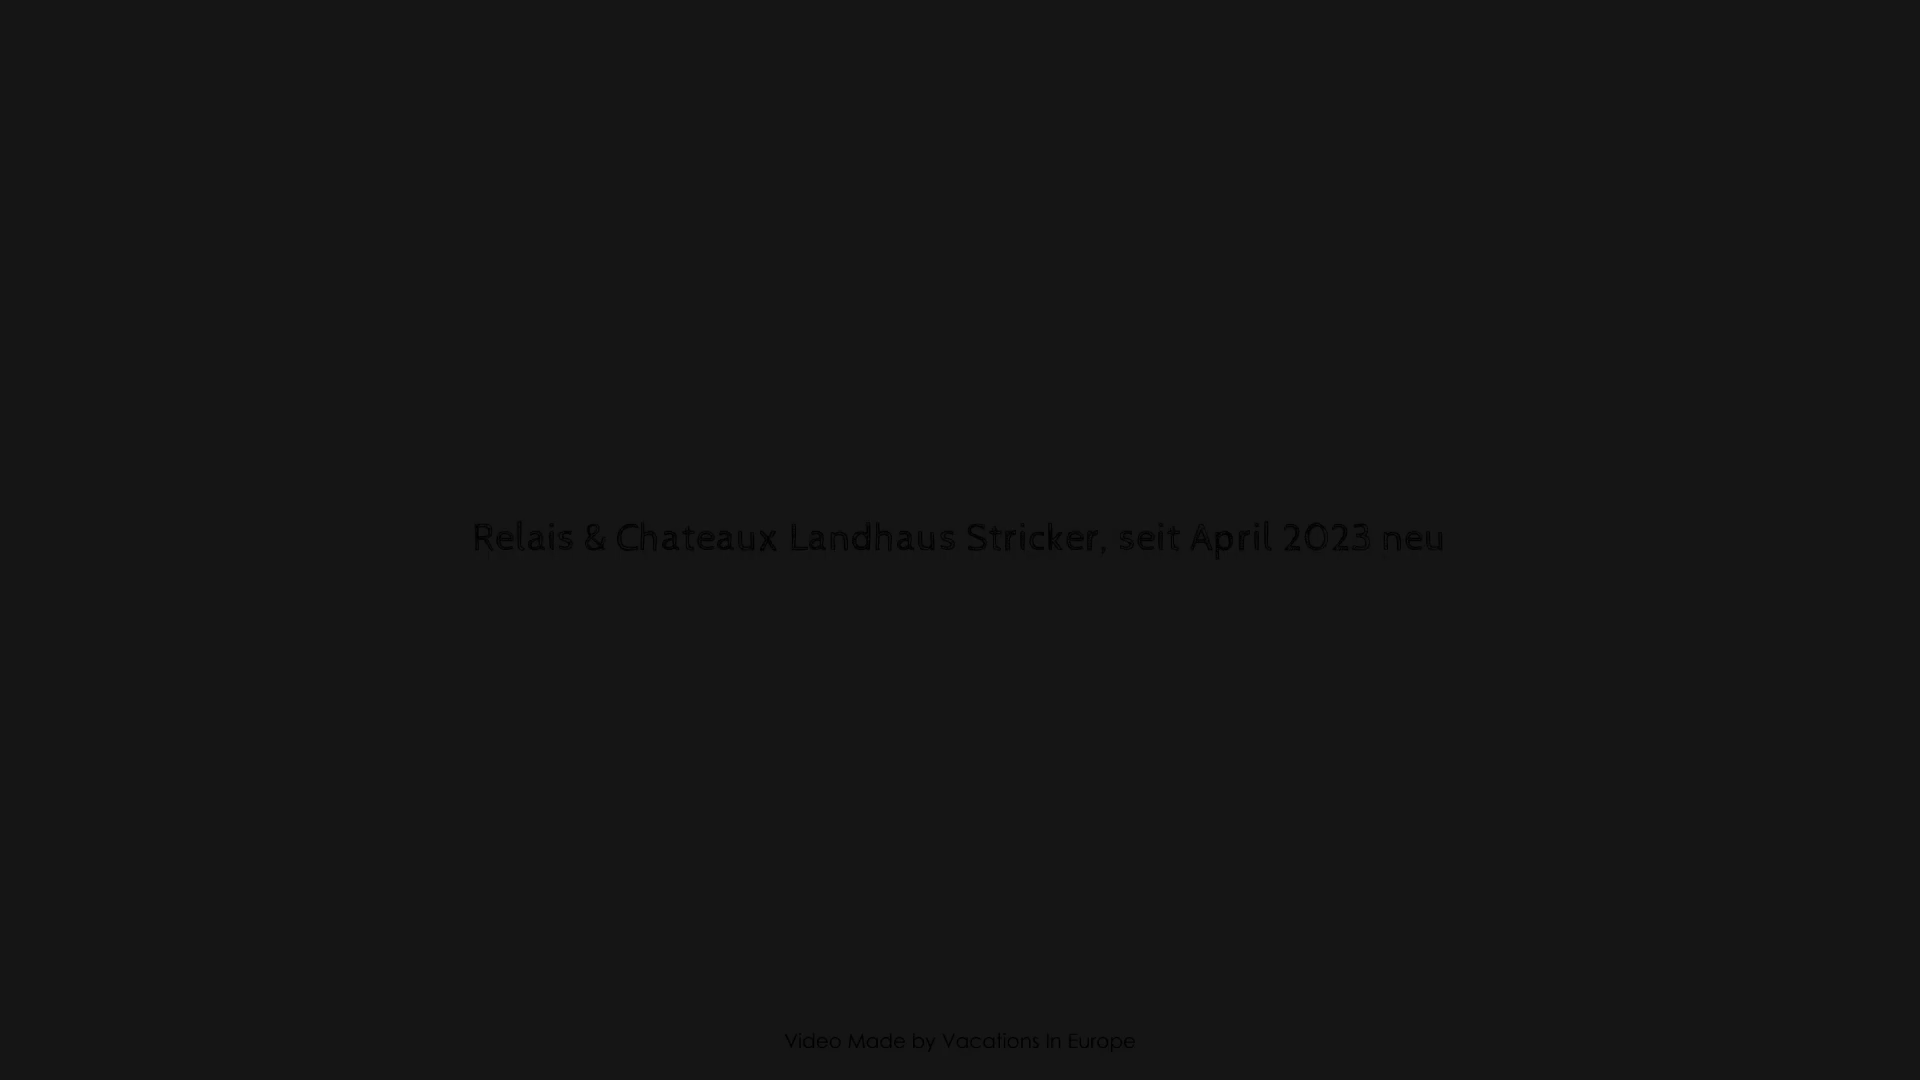 Relais & Chateaux Landhaus Stricker, seit April 2023 neu
Video Made by Vacations In Europe